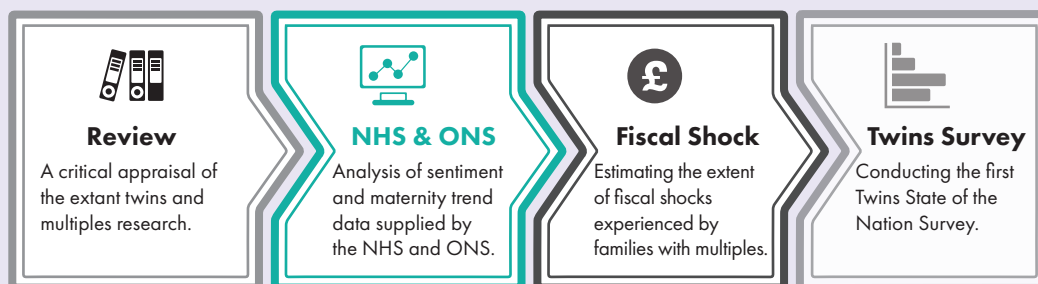 Review
A critical appraisal of
the extant twins and
multiples research.
NHS & ONS
Analysis of sentiment
and maternity trend
data supplied by
the NHS and ONS.
£
Fiscal Shock
Estimating the extent
of fiscal shocks
experienced by
families with multiples.
Twins Survey
Conducting the first
Twins State of the
Nation Survey.